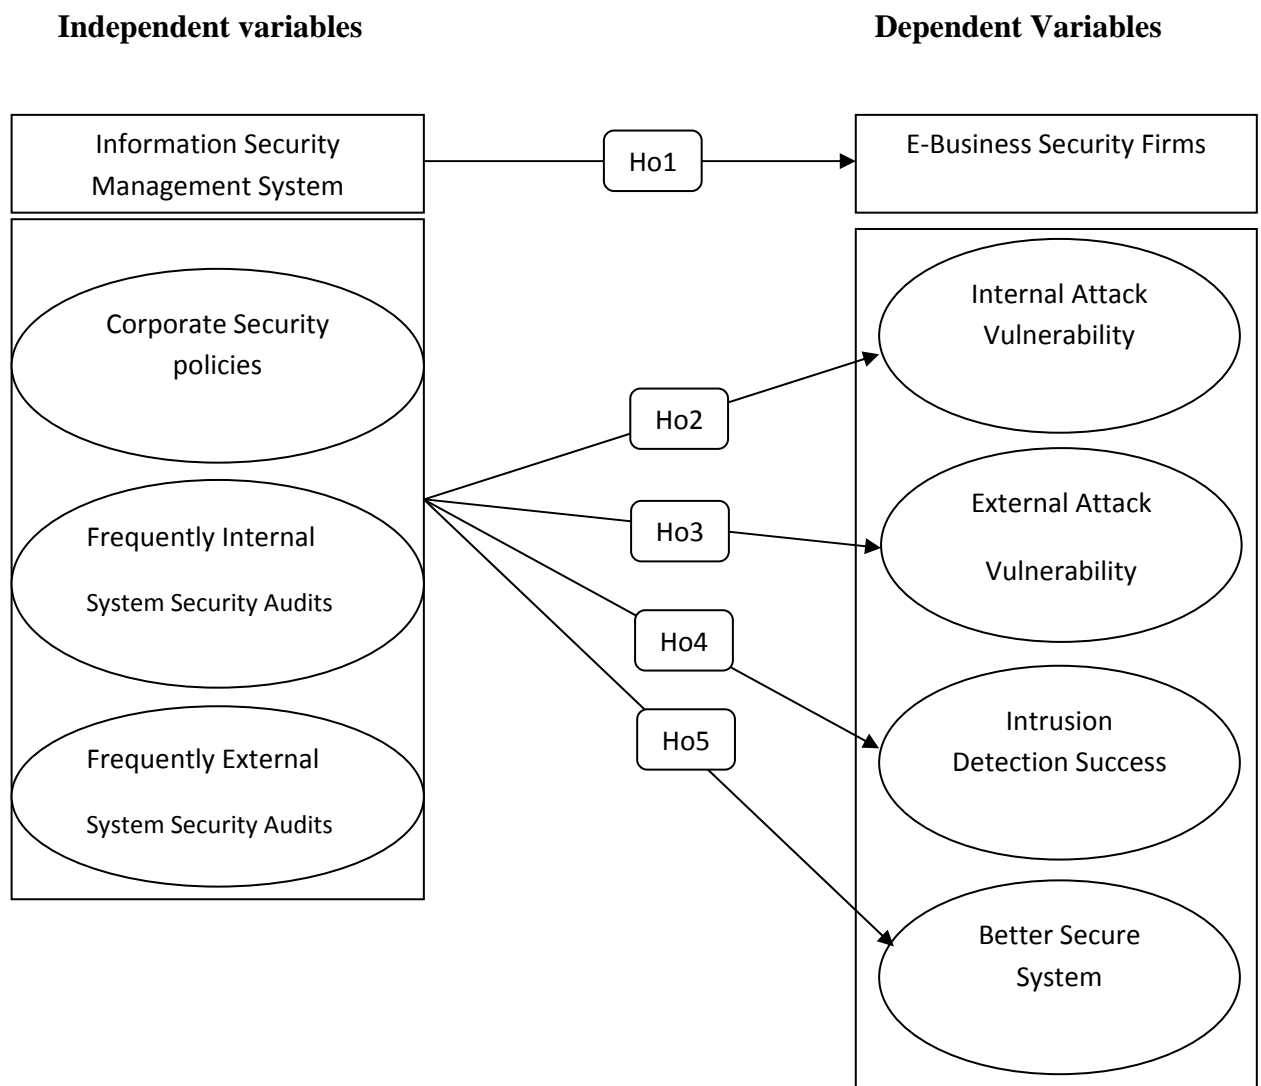 Independent variables
Dependent Variables
Information Security
Management System
Ho1
E-Business Security Firms
Corporate Security
policies
Frequently Internal
System Security Audits
Frequently External
System Security Audits
Ho2
Ho3
Ho4
Ho5
Internal Attack
Vulnerability
External Attack
Vulnerability
Intrusion
Detection Success
Better Secure
System